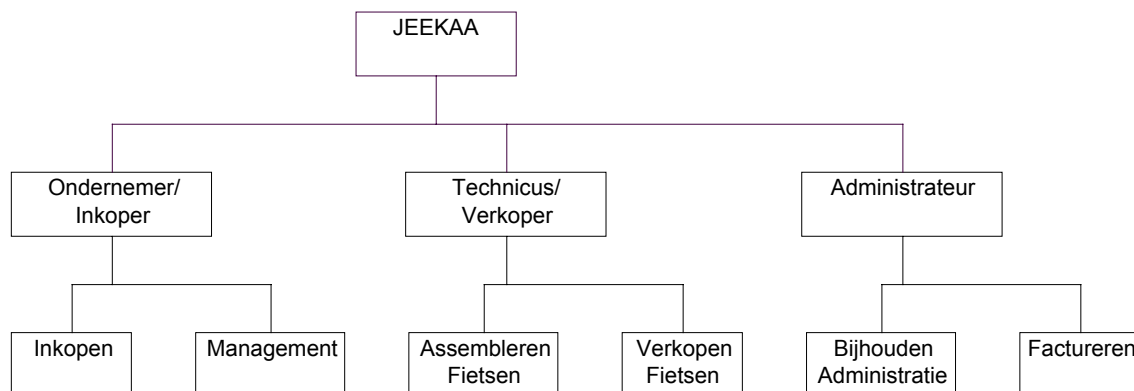 JEEKAA
Ondernemer/
Inkoper
Technicus/
Verkoper
Administrateur
Inkopen
Management
Assembleren
Fietsen
Verkopen
Fietsen
Bijhouden
Administratie
Factureren